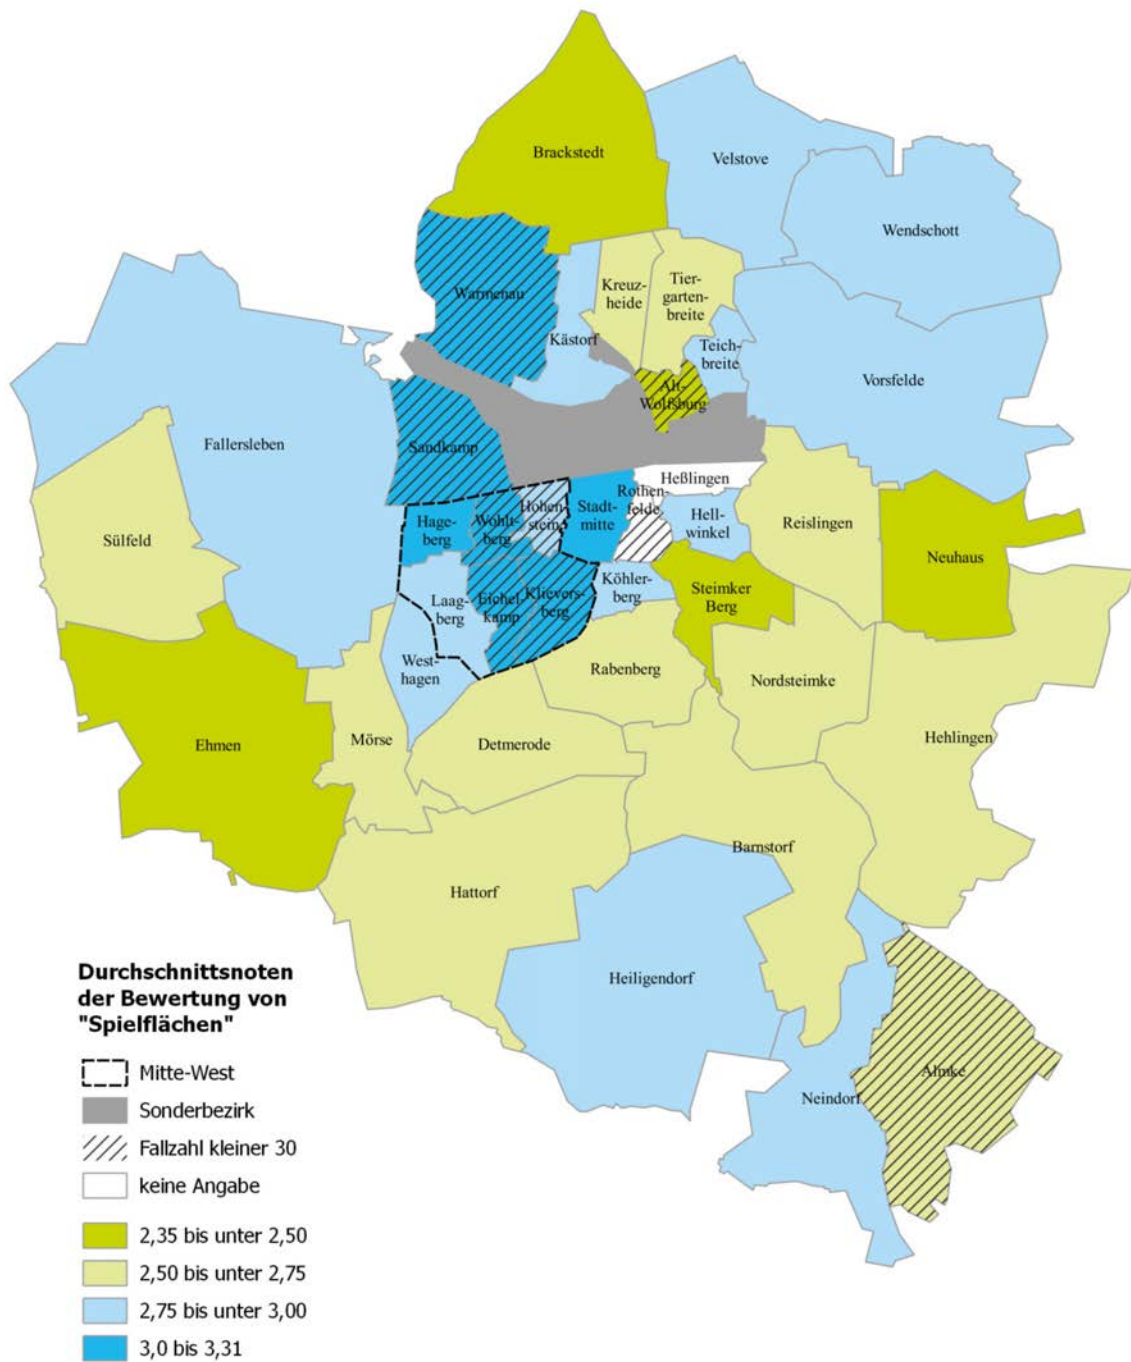 Brackstedt
Velstove
Wendschott
Warmenau
Kreuz-
heide
Tier-
garten-
breite
Kästorf
Teich-
breite
Vorsfelde
Alt-
Wolfsburg
Fallersleben
Sandkamp
Heßlingen
Rothen-
felde
Hohen-
stein
Stadt-
mitte
Hell-
winkel
Reislingen
Hage-
berg
Wohlt-
berg
Sülfeld
Neuhaus
Köhler-
berg
Steimker
Berg
Laag-
berg
Eichel-
kamp
Klievers-
berg
West-
hagen
Rabenberg
Nordsteimke
Ehmen
Mörse
Detmerode
Hehlingen
Barnstorf
Hattorf
Heiligendorf
Almke
Neindorf
Durchschnittsnoten
der Bewertung von
"Spielflächen"
Mitte-West
Sonderbezirk
Fallzahl kleiner 30
keine Angabe
2,35 bis unter 2,50
2,50 bis unter 2,75
2,75 bis unter 3,00
3,0 bis 3,31